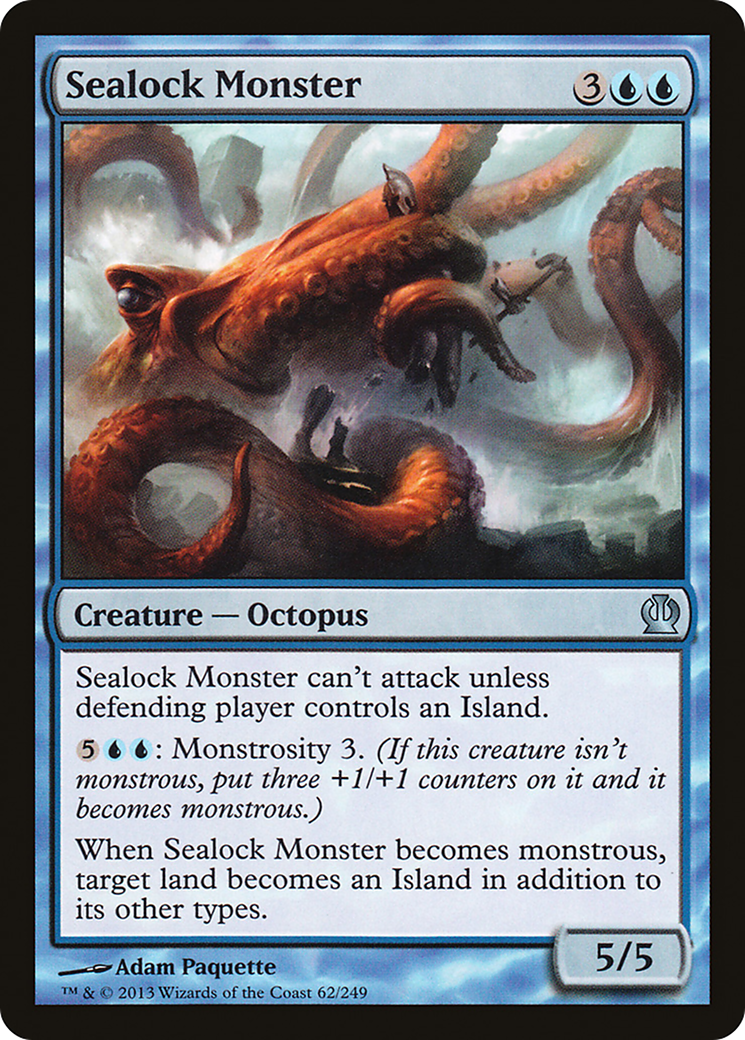 Sealock Monster 3
Creature — Octopus
Sealock Monster can't attack unless
defending player controls an Island.
5: Monstrosity 3. (If this creature isn't
monstrous, put three +1/+1 counters on it and it
becomes monstrous.)
When Sealock Monster becomes monstrous,
target land becomes an Island in addition to
its other types.
5/5
Adam Paquette
™ & © 2013 Wizards of the Coast 62/249